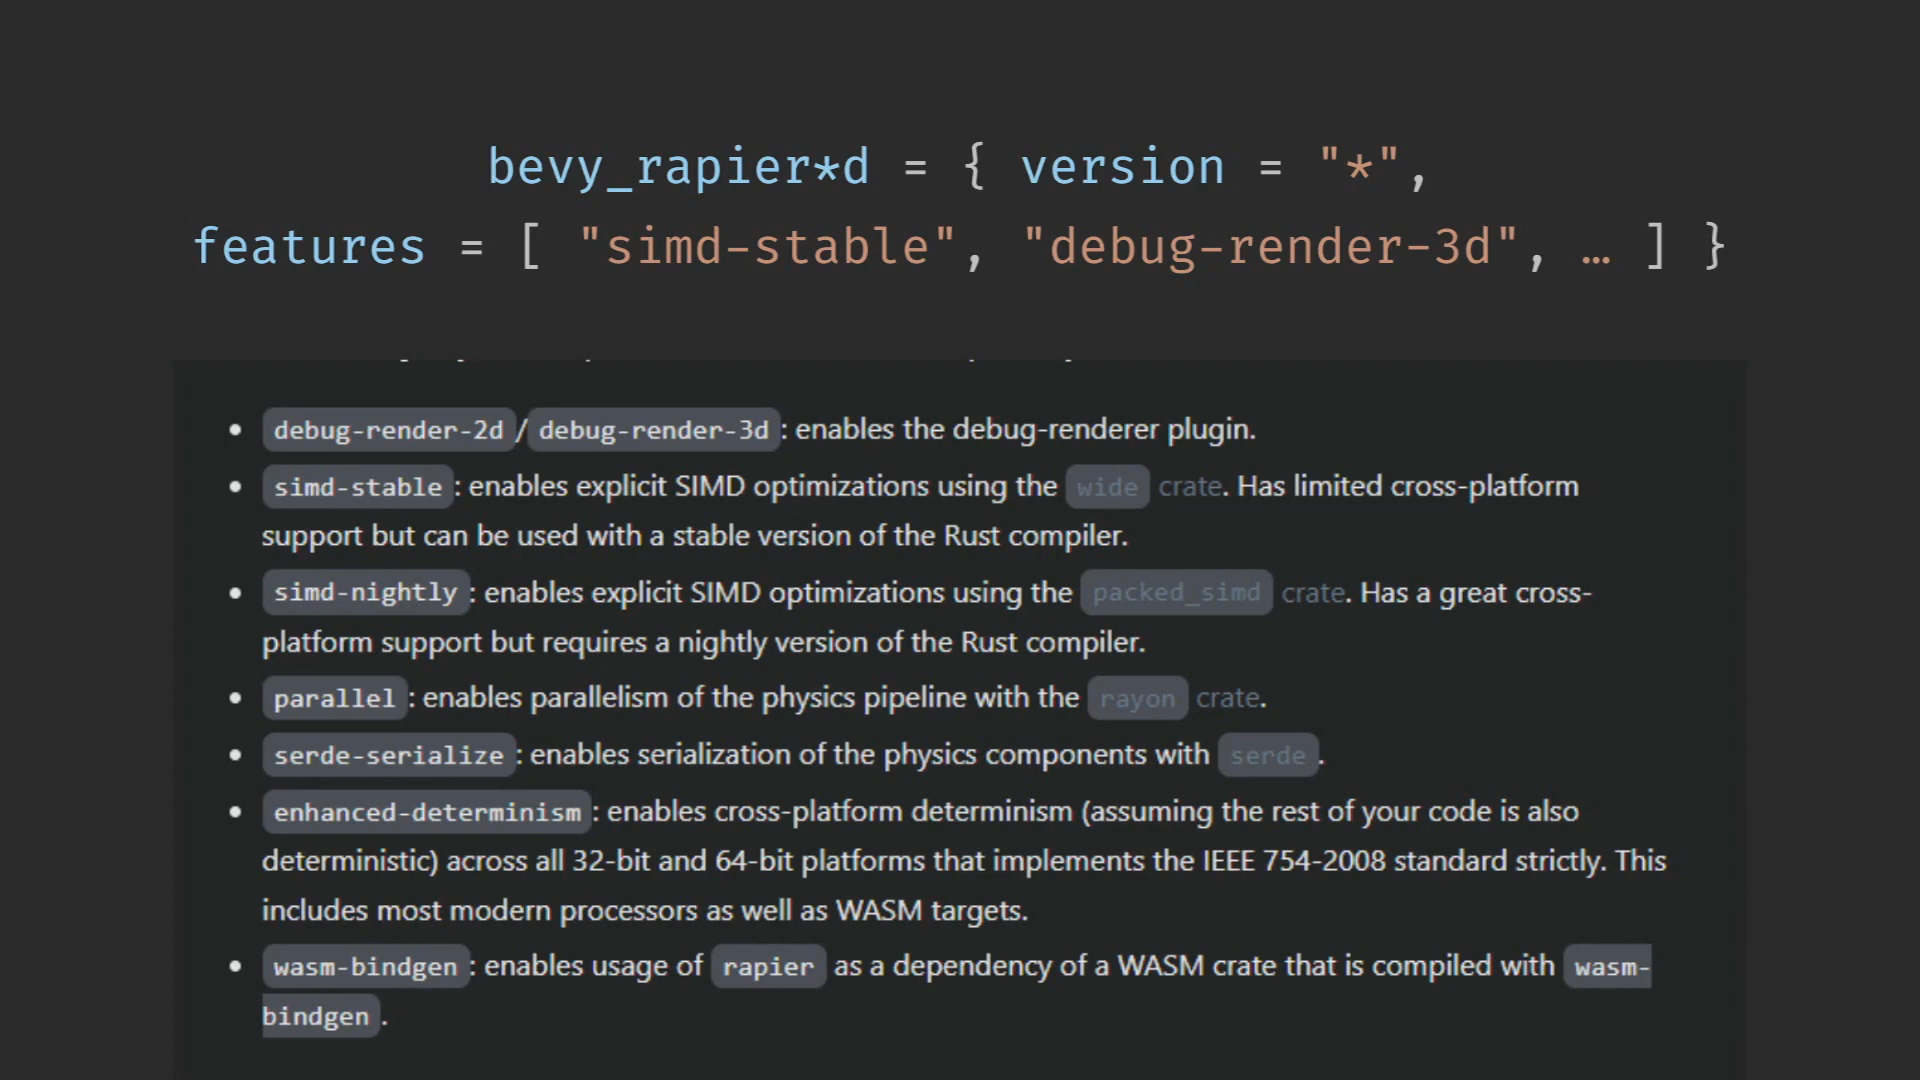 bevy_rapier*d = { version = "*",
features = [ "simd-stable", "debug-render-3d", … ] }
• debug-render-2d / debug-render-3d : enables the debug-renderer plugin.
• simd-stable : enables explicit SIMD optimizations using the wide crate. Has limited cross-platform
support but can be used with a stable version of the Rust compiler.
• simd-nightly : enables explicit SIMD optimizations using the packed_simd crate. Has a great cross-
platform support but requires a nightly version of the Rust compiler.
• parallel : enables parallelism of the physics pipeline with the rayon crate.
• serde-serialize : enables serialization of the physics components with serde .
• enhanced-determinism : enables cross-platform determinism (assuming the rest of your code is also
deterministic) across all 32-bit and 64-bit platforms that implements the IEEE 754-2008 standard strictly. This
includes most modern processors as well as WASM targets.
• wasm-bindgen : enables usage of rapier as a dependency of a WASM crate that is compiled with wasm-
bindgen .